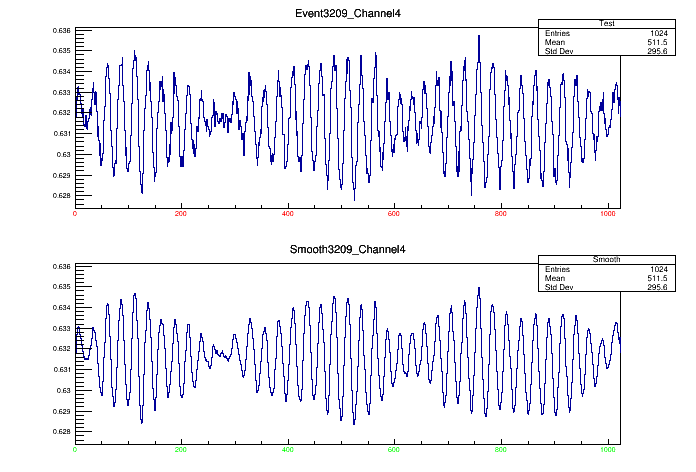 Event3209_Channel4
Test
Entries 1024
Mean 511.5
Std Dev 295.6
0.636
0.635
0.634
0.633
0.632
0.631
0.63
0.629
0.628
0 200 400 600 800 1000
Smooth3209_Channel4
Smooth
Entries 1024
Mean 511.5
Std Dev 295.6
0.636
0.635
0.634
0.633
0.632
0.631
0.63
0.629
0.628
0 200 400 600 800 1000